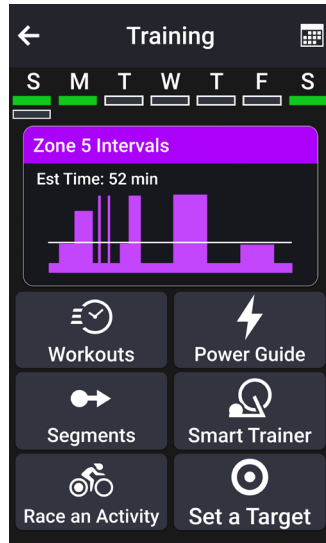 Training
S M T W T F S
Zone 5 Intervals
Est Time: 52 min
Workouts Power Guide
Segments Smart Trainer
Race an Activity Set a Target